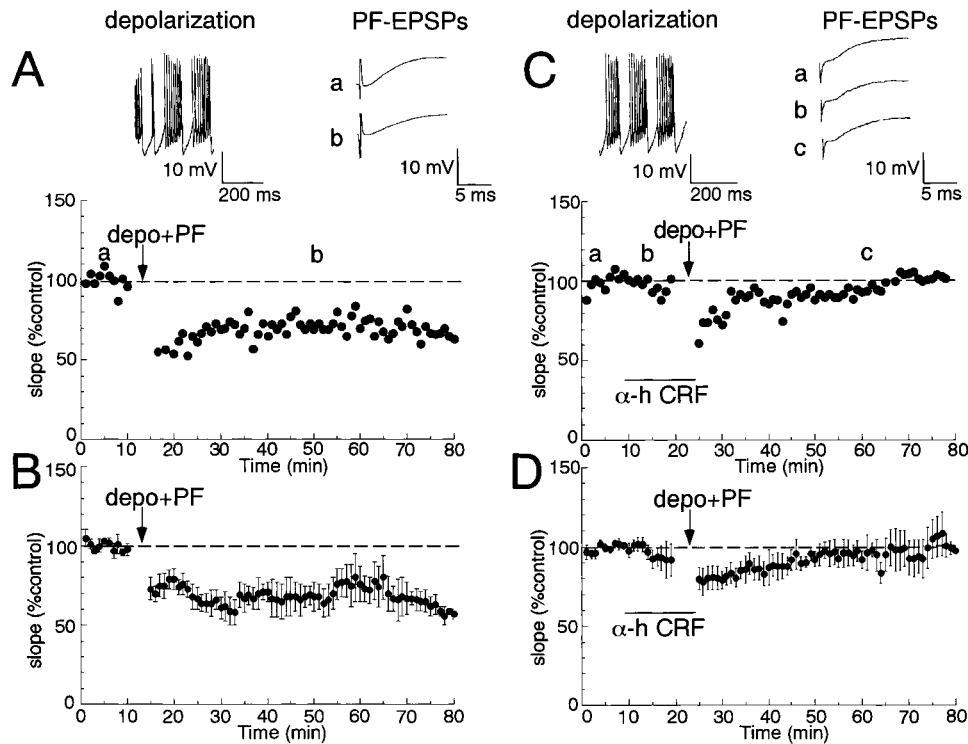 depolarization
PF-EPSPs
depolarization
PF-EPSPs
A
a
b
10 mV
200 ms
10 mV
5 ms
C
a
b
c
10 mV
200 ms
10 mV
5 ms
150
100
50
0
slope (%control)
a
depo+PF
b
0 10 20 30 40 50 60 70 80
Time (min)
150
100
50
0
slope (%control)
a
b
depo+PF
c
α-h CRF
0 10 20 30 40 50 60 70 80
Time (min)
B
150
100
50
0
slope (%control)
depo+PF
0 10 20 30 40 50 60 70 80
Time (min)
D
150
100
50
0
slope (%control)
depo+PF
α-h CRF
0 10 20 30 40 50 60 70 80
Time (min)